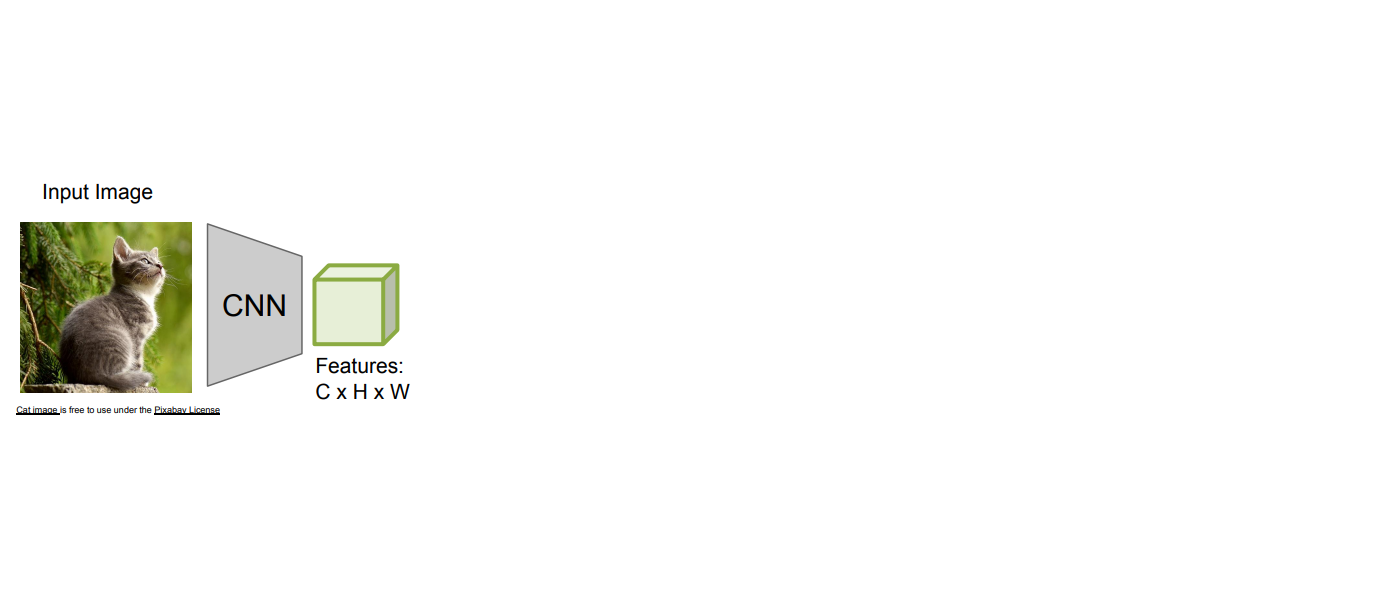 Input Image
CNN
Features:
C x H x W
Cat image is free to use under the Pixabay License